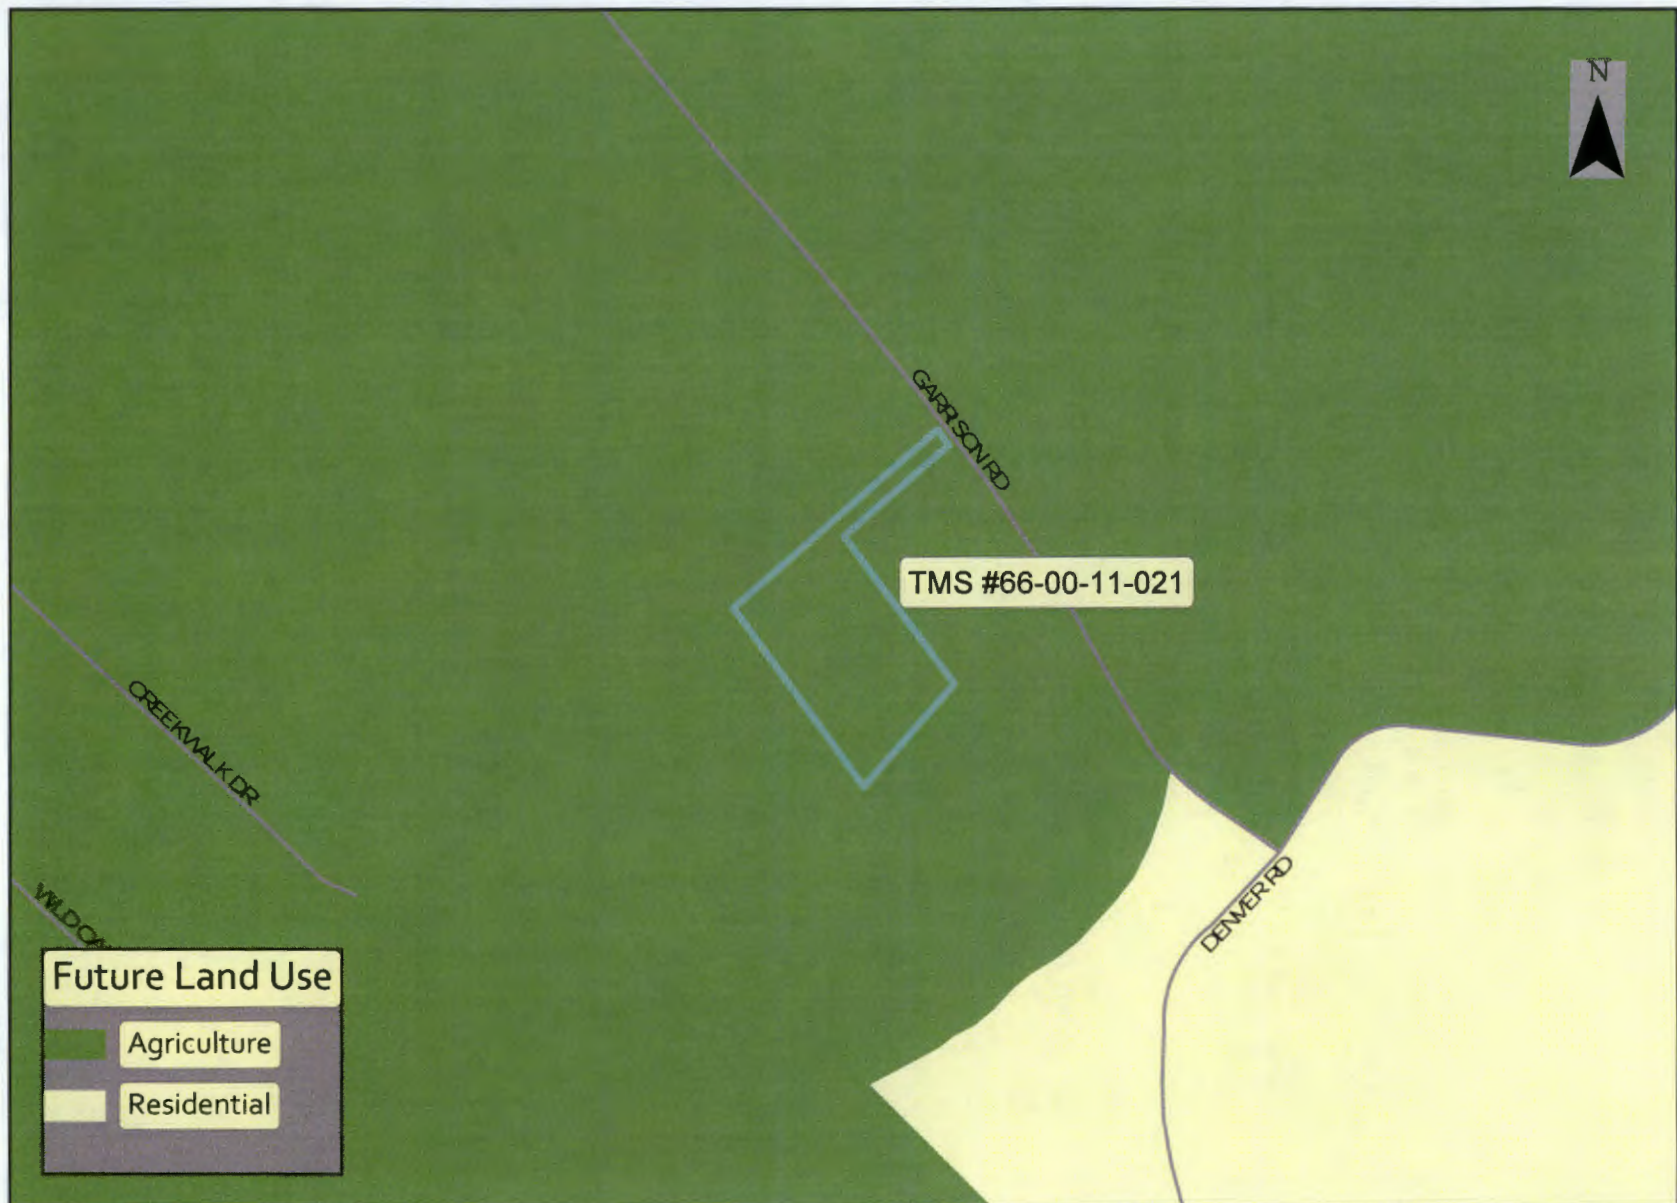 N
GARRISON RD
TMS #66-00-11-021
CREEKWALK DR
DENVER RD
Future Land Use
Agriculture
Residential